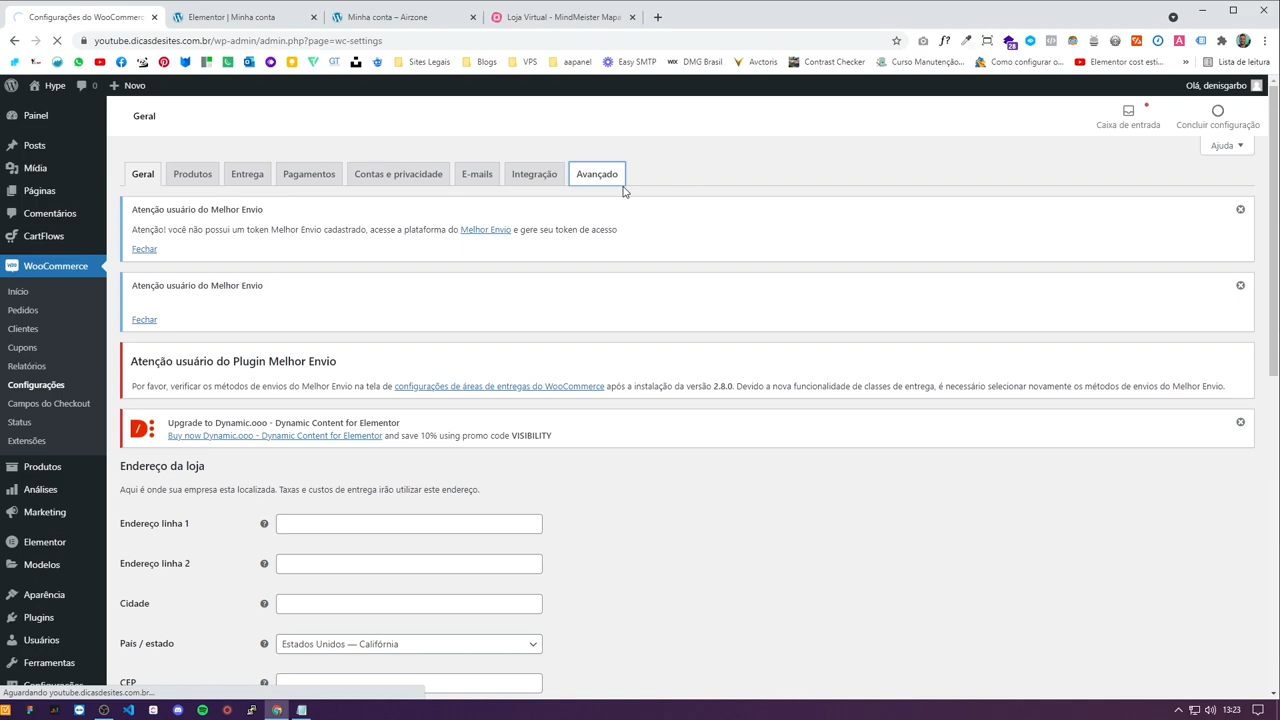 Configurações do WooCommerc
Elementor | Minha conta
Minha conta – Airzone
Loja Virtual - MindMeister Mapa
youtube.dicasdesites.com.br/wp-admin/admin.php?page=wc-settings
28
Sites Legais
Blogs
VPS
aapanel
Easy SMTP
WIX
DMG Brasil
Avctoris
Contrast Checker
Curso Manutenção...
Como configurar o...
Elementor cost esti...
»
Lista de leitura
Hype
0
Novo
Olá, denisgarbo
Painel
Posts
Mídia
Páginas
Comentários
CartFlows
WooCommerce
Início
Pedidos
Clientes
Cupons
Relatórios
Configurações
Campos do Checkout
Status
Extensões
Produtos
Análises
Marketing
Elementor
Modelos
Aparência
Plugins
Usuários
Ferramentas
Configurações
Geral
Caixa de entrada
Concluir configuração
Ajuda
Geral
Produtos
Entrega
Pagamentos
Contas e privacidade
E-mails
Integração
Avançado
Atenção usuário do Melhor Envio
Atenção! você não possui um token Melhor Envio cadastrado, acesse a plataforma do Melhor Envio e gere seu token de acesso
Fechar
Atenção usuário do Melhor Envio
Fechar
Atenção usuário do Plugin Melhor Envio
Por favor, verificar os métodos de envios do Melhor Envio na tela de configurações de áreas de entregas do WooCommerce após a instalação da versão 2.8.0. Devido a nova funcionalidade de classes de entrega, é necessário selecionar novamente os métodos de envios do Melhor Envio.
Upgrade to Dynamic.ooo - Dynamic Content for Elementor
Buy now Dynamic.ooo - Dynamic Content for Elementor and save 10% using promo code VISIBILITY
Endereço da loja
Aqui é onde sua empresa esta localizada. Taxas e custos de entrega irão utilizar este endereço.
Endereço linha 1
Endereço linha 2
Cidade
País / estado
Estados Unidos — Califórnia
CEP
Aguardando youtube.dicasdesites.com.br...
13:23